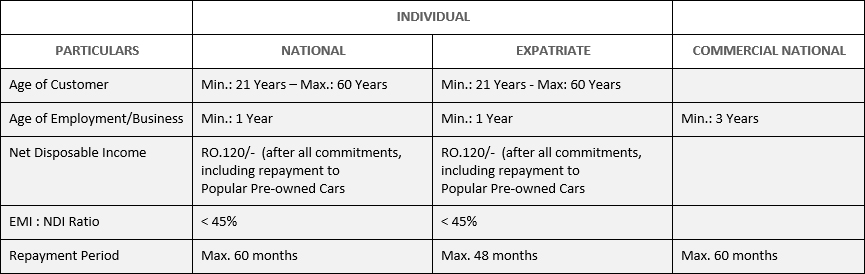 INDIVIDUAL
PARTICULARS NATIONAL EXPATRIATE COMMERCIAL NATIONAL
Age of Customer Min.: 21 Years – Max.: 60 Years Min.: 21 Years - Max: 60 Years
Age of Employment/Business Min.: 1 Year Min.: 1 Year Min.: 3 Years
Net Disposable Income RO.120/- (after all commitments, RO.120/- (after all commitments,
including repayment to including repayment to
Popular Pre-owned Cars Popular Pre-owned Cars
EMI : NDI Ratio < 45% < 45%
Repayment Period Max. 60 months Max. 48 months Max. 60 months